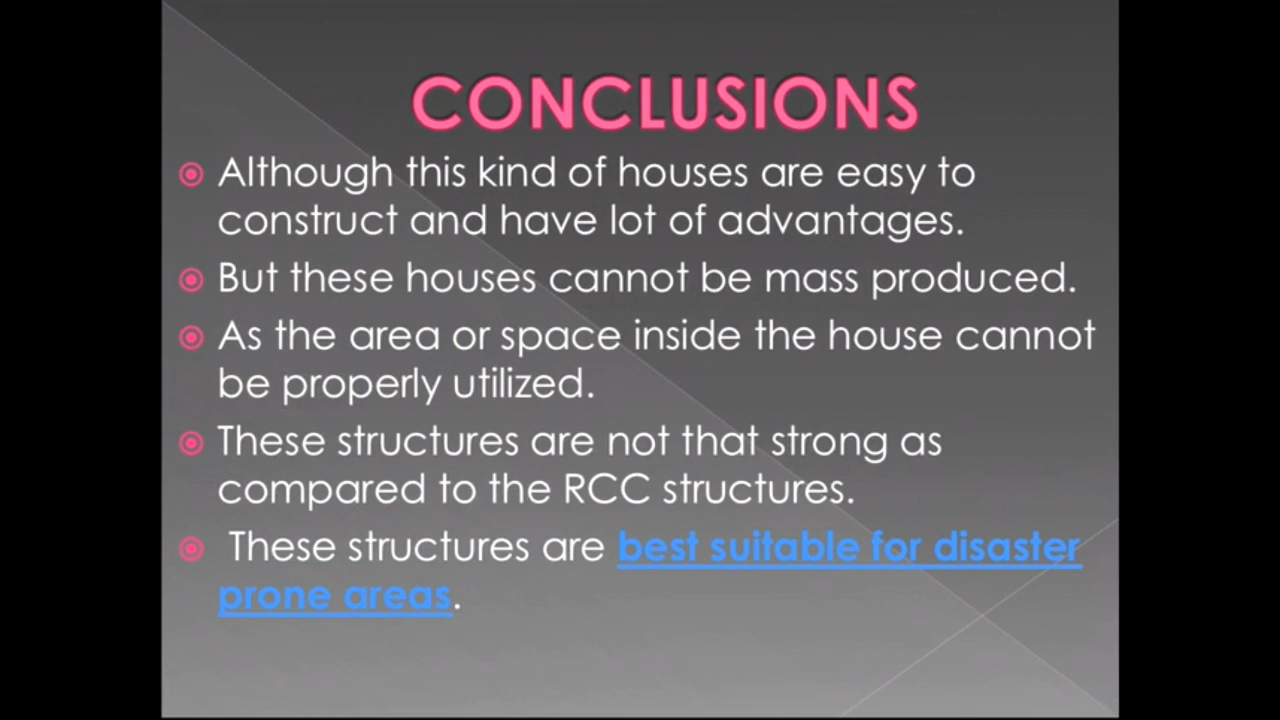 CONCLUSIONS
Although this kind of houses are easy to
construct and have lot of advantages.
But these houses cannot be mass produced.
As the area or space inside the house cannot
be properly utilized.
These structures are not that strong as
compared to the RCC structures.
These structures are best suitable for disaster
prone areas.